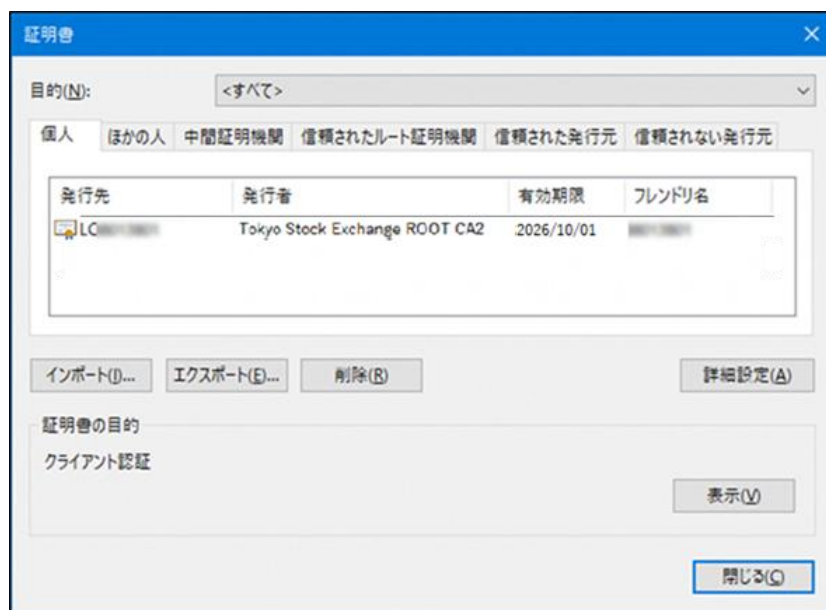 証明書
目的(N): <すべて>
個人 ほかの人 中間証明機関 信頼されたルート証明機関 信頼された発行元 信頼されない発行元
発行先 発行者 有効期限 フレンドリ名
LC Tokyo Stock Exchange ROOT CA2 2026/10/01
インポート(I)... エクスポート(E)... 削除(R) 詳細設定(A)
証明書の目的
クライアント認証
表示(V)
閉じる(C)